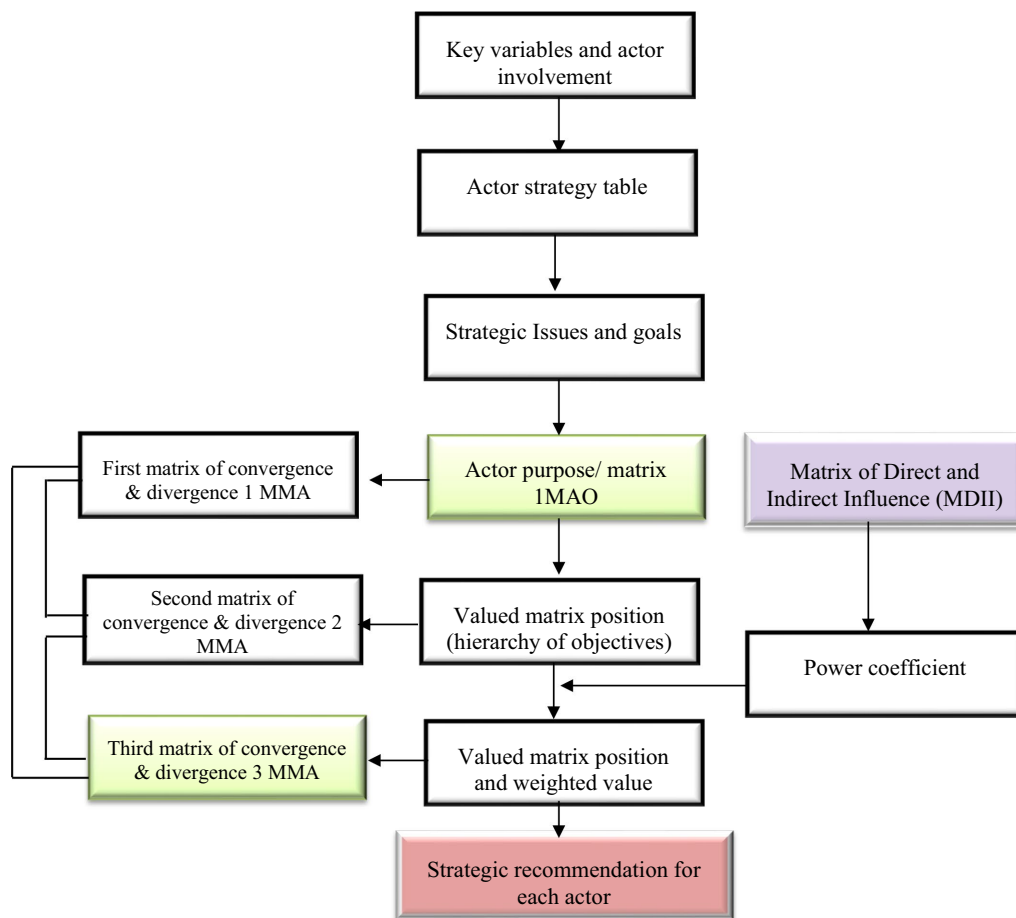 Key variables and actor
involvement
Actor strategy table
Strategic Issues and goals
First matrix of convergence
& divergence 1 MMA
Actor purpose/ matrix
1MAO
Matrix of Direct and
Indirect Influence (MDII)
Second matrix of
convergence & divergence 2
MMA
Valued matrix position
(hierarchy of objectives)
Power coefficient
Third matrix of convergence
& divergence 3 MMA
Valued matrix position
and weighted value
Strategic recommendation for
each actor